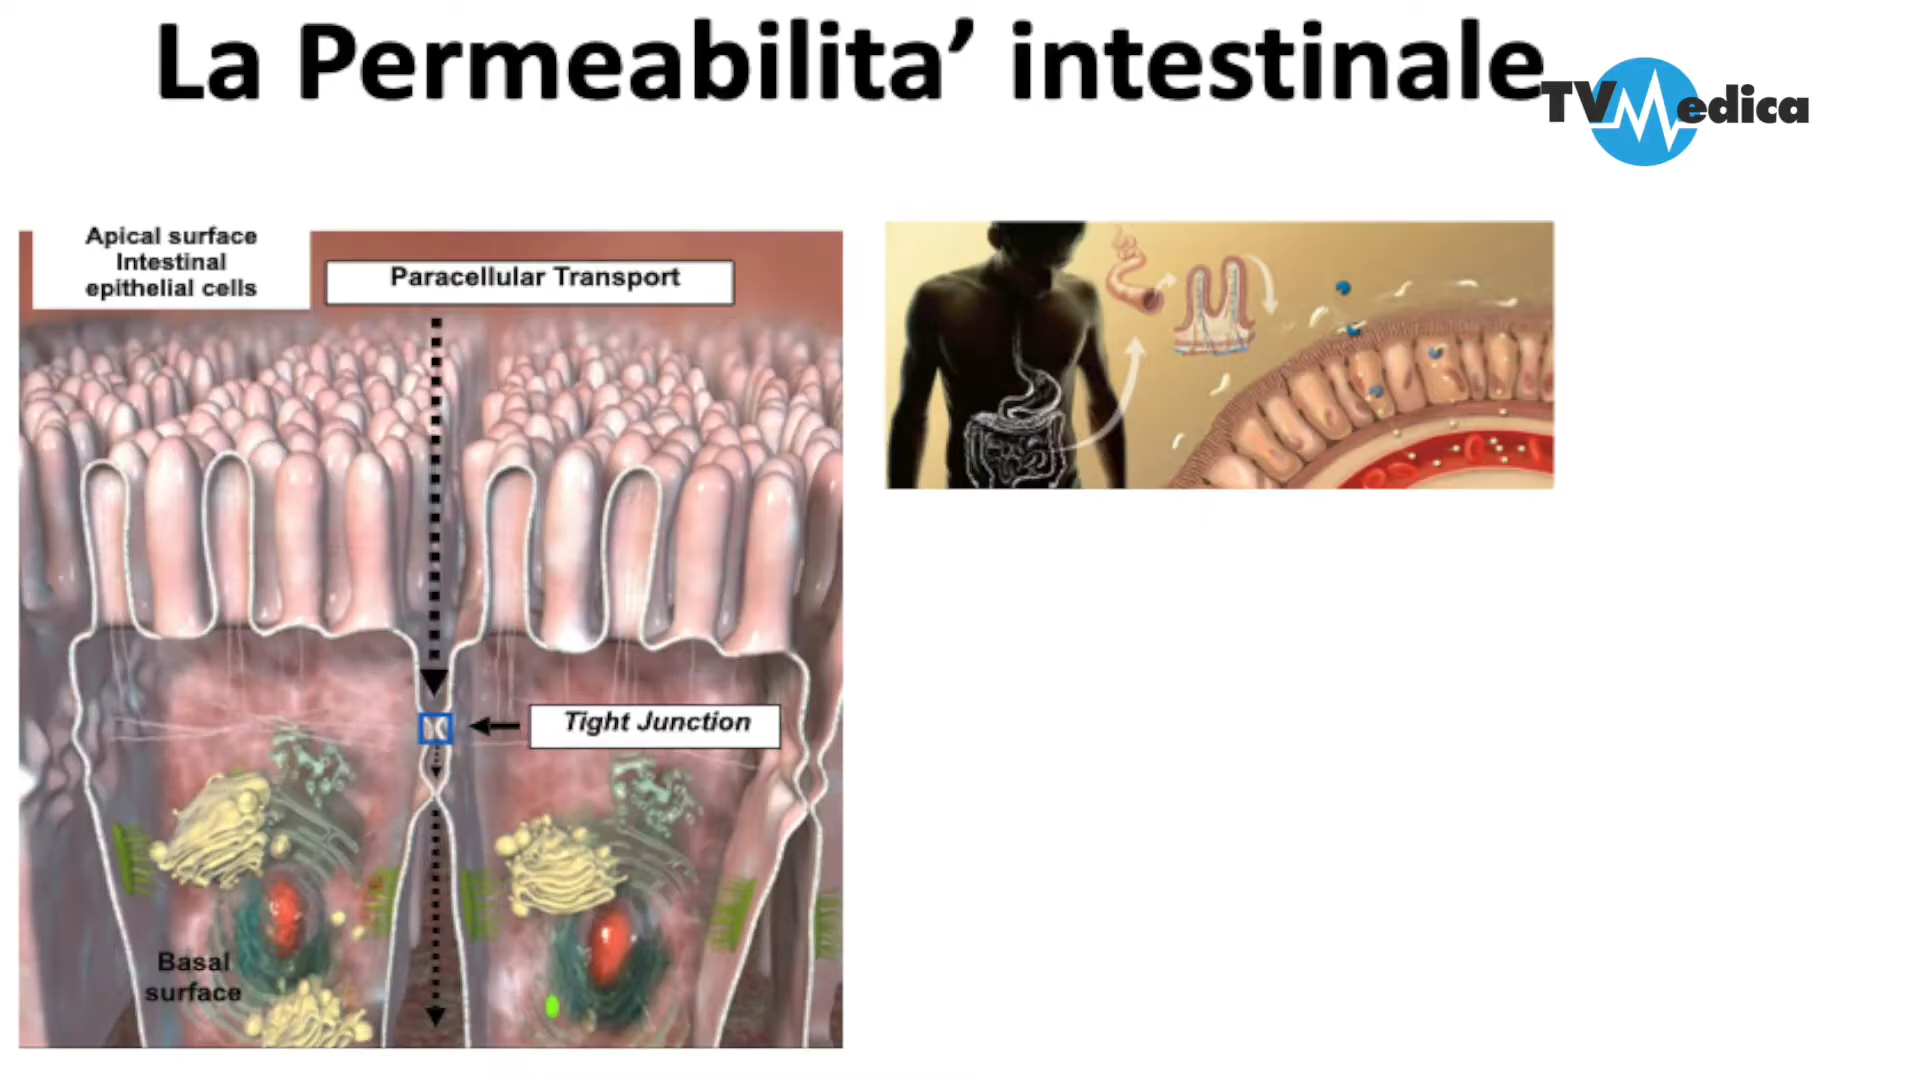 La Permeabilita’ intestinale
TVMedica
Apical surface
Intestinal
epithelial cells
Paracellular Transport
Tight Junction
Basal
surface